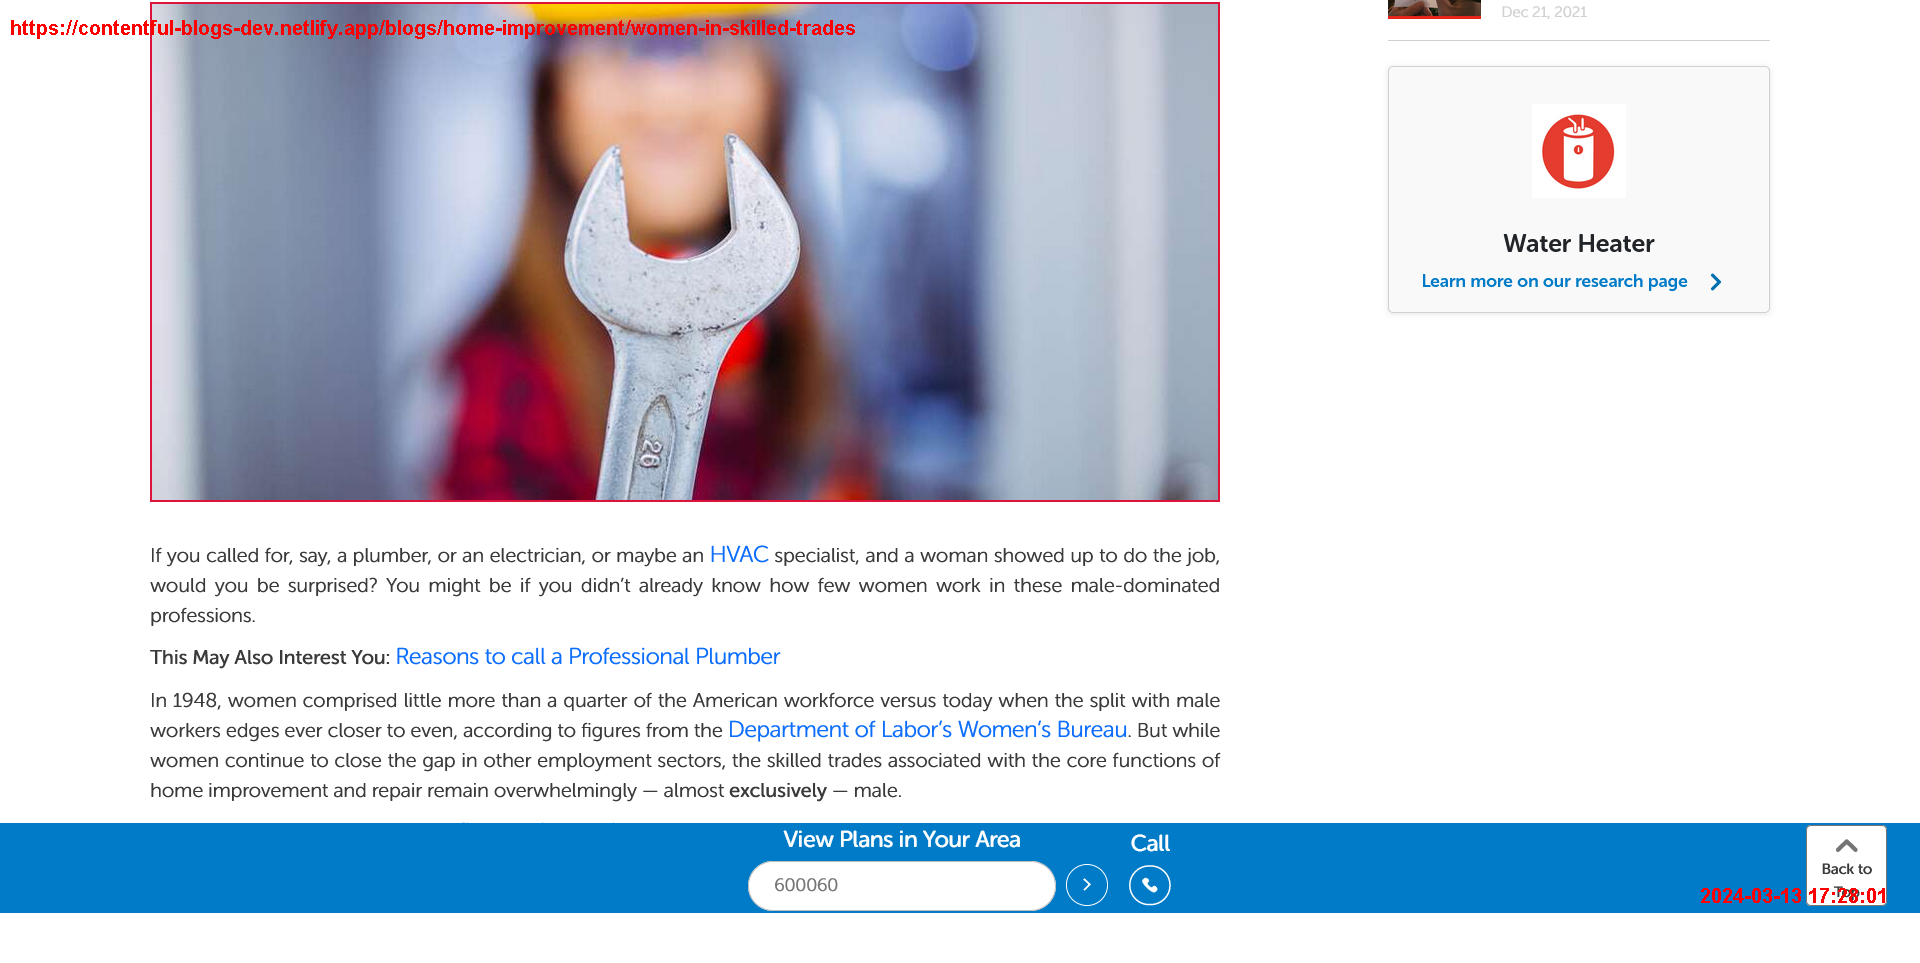 https://contentful-blogs-dev.netlify.app/blogs/home-improvement/women-in-skilled-trades
Dec 21, 2021
26
Water Heater
Learn more on our research page
If you called for, say, a plumber, or an electrician, or maybe an HVAC specialist, and a woman showed up to do the job,
would you be surprised? You might be if you didn’t already know how few women work in these male-dominated
professions.
This May Also Interest You: Reasons to call a Professional Plumber
In 1948, women comprised little more than a quarter of the American workforce versus today when the split with male
workers edges ever closer to even, according to figures from the Department of Labor’s Women’s Bureau. But while
women continue to close the gap in other employment sectors, the skilled trades associated with the core functions of
home improvement and repair remain overwhelmingly — almost exclusively — male.
View Plans in Your Area
600060
Call
Back to
Top
2024-03-13 17:28:01